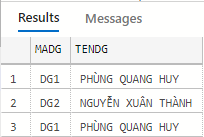 Results Messages
MADG TENDG
1 DG1 PHÙNG QUANG HUY
2 DG2 NGUYỄN XUÂN THÀNH
3 DG1 PHÙNG QUANG HUY